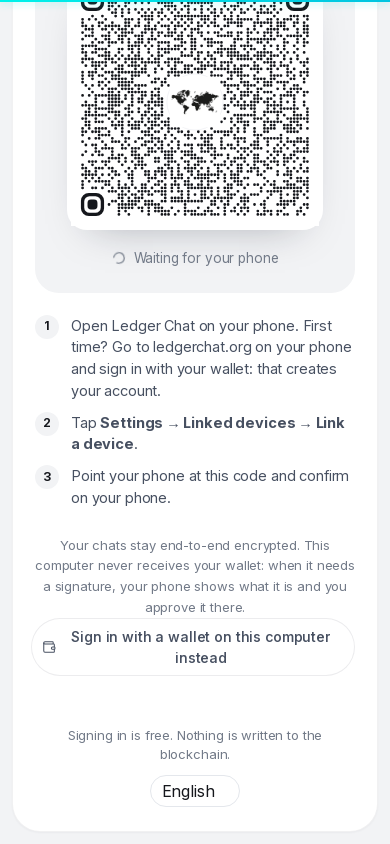 Waiting for your phone
1 Open Ledger Chat on your phone. First
time? Go to ledgerchat.org on your phone
and sign in with your wallet: that creates
your account.
2 Tap Settings → Linked devices → Link
a device.
3 Point your phone at this code and confirm
on your phone.
Your chats stay end-to-end encrypted. This
computer never receives your wallet: when it needs
a signature, your phone shows what it is and you
approve it there.
Sign in with a wallet on this computer
instead
Signing in is free. Nothing is written to the
blockchain.
English